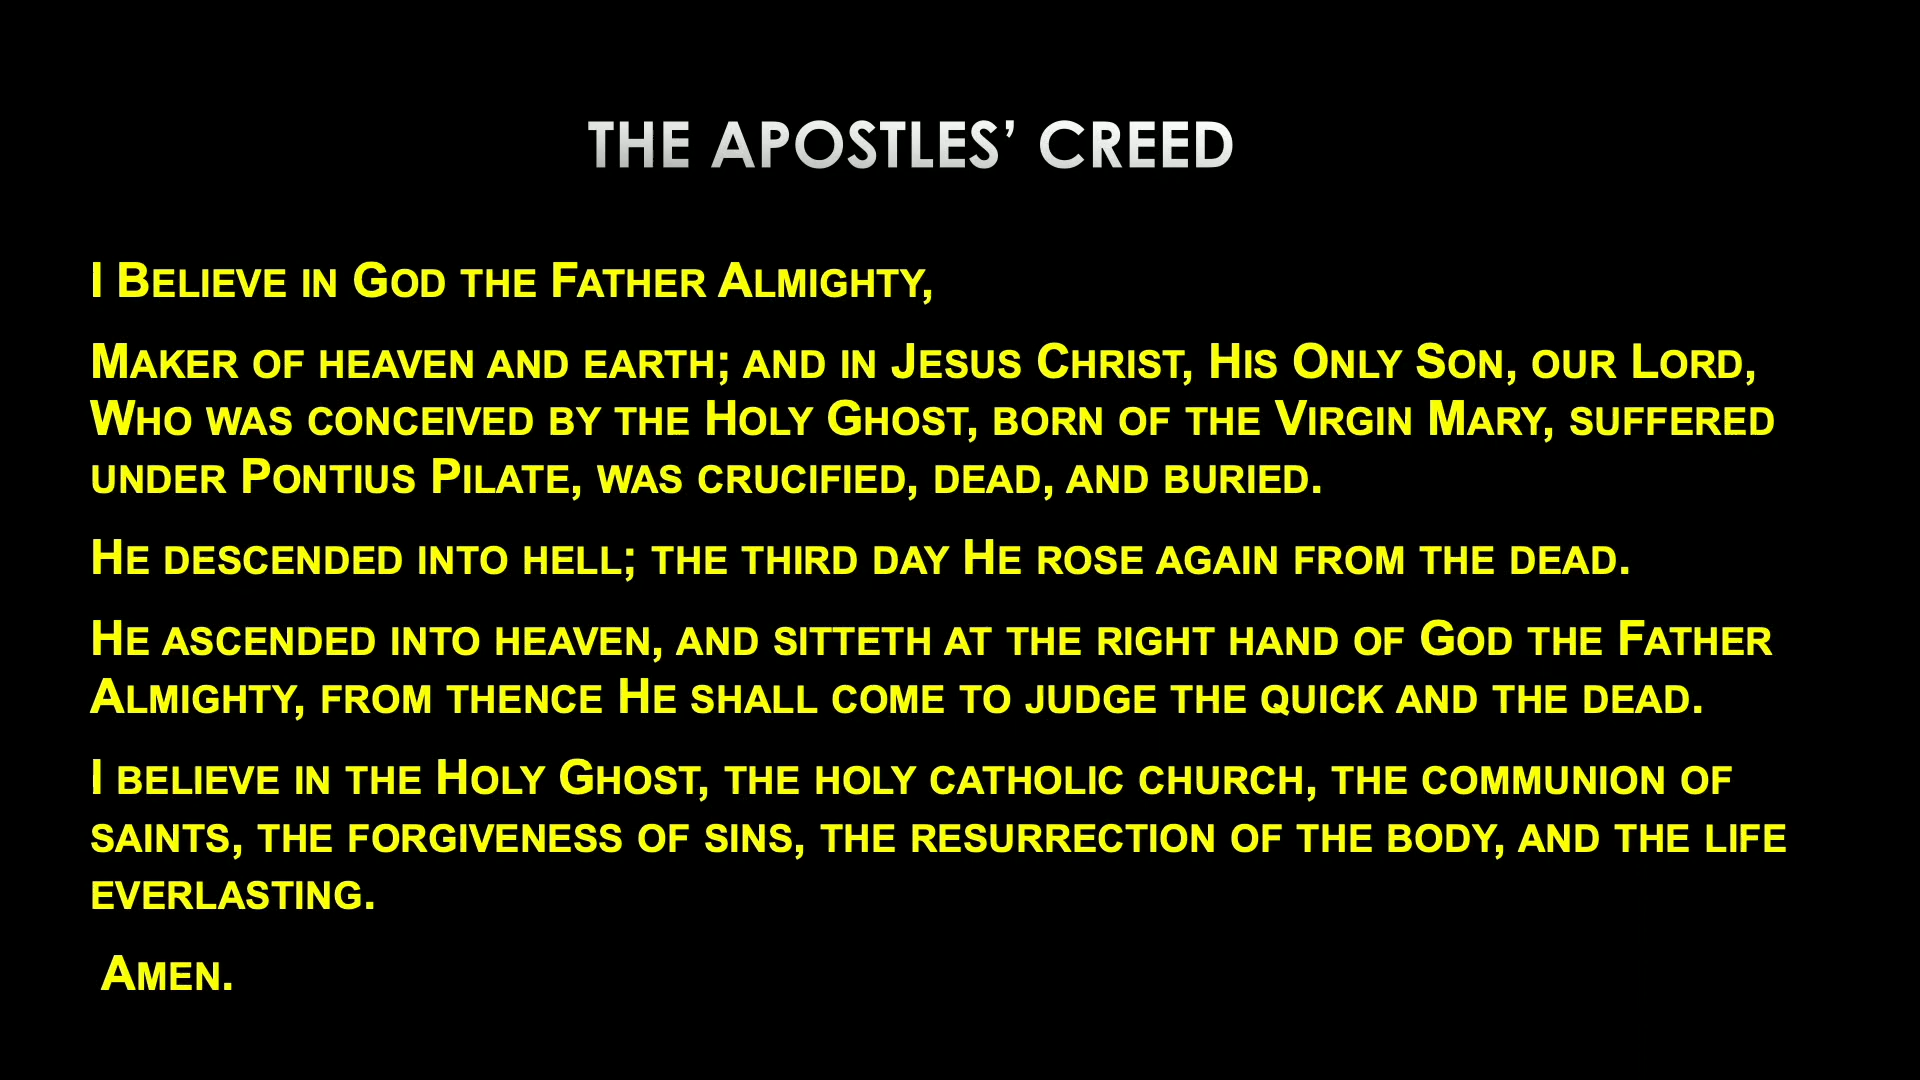 THE APOSTLES’ CREED
I Believe in God the Father Almighty,
Maker of heaven and earth; and in Jesus Christ, His Only Son, our Lord,
Who was conceived by the Holy Ghost, born of the Virgin Mary, suffered
under Pontius Pilate, was crucified, dead, and buried.
He descended into hell; the third day He rose again from the dead.
He ascended into heaven, and sitteth at the right hand of God the Father
Almighty, from thence He shall come to judge the quick and the dead.
I believe in the Holy Ghost, the holy catholic church, the communion of
saints, the forgiveness of sins, the resurrection of the body, and the life
everlasting.
Amen.